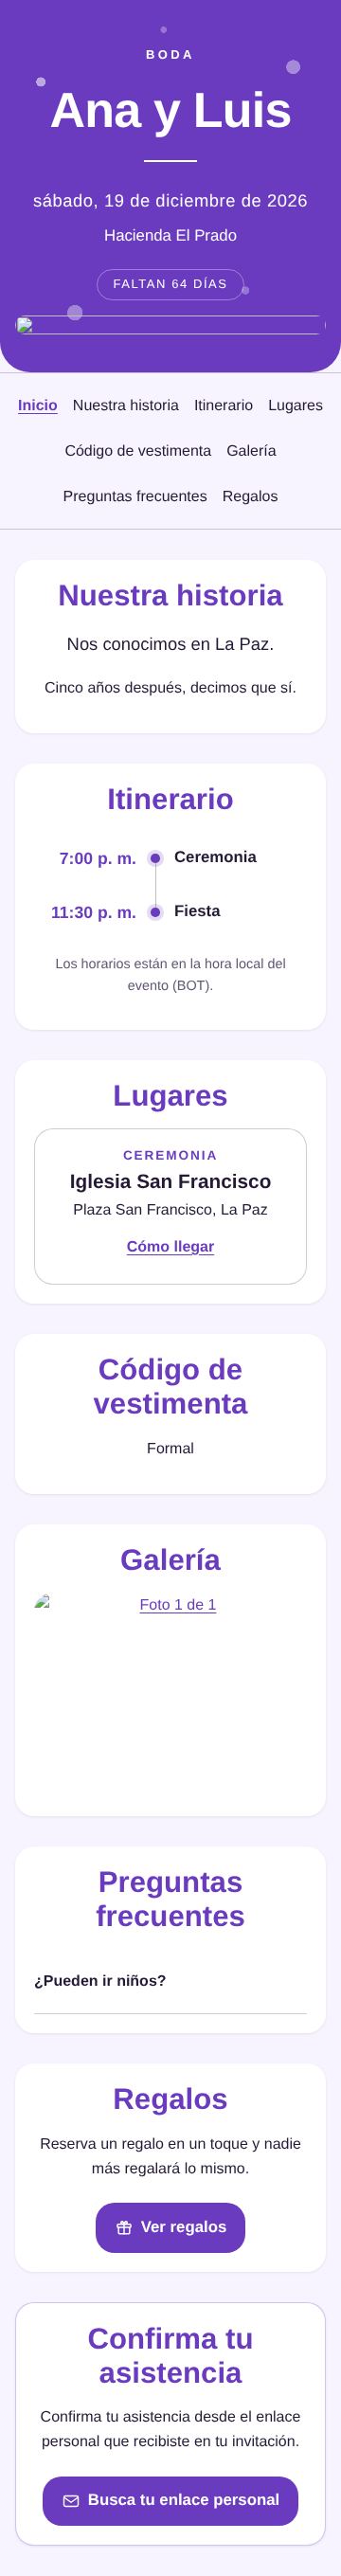 BODA
Ana y Luis
sábado, 19 de diciembre de 2026
Hacienda El Prado
FALTAN 64 DÍAS
Inicio Nuestra historia Itinerario Lugares
Código de vestimenta Galería
Preguntas frecuentes Regalos
Nuestra historia
Nos conocimos en La Paz.
Cinco años después, decimos que sí.
Itinerario
7:00 p. m. Ceremonia
11:30 p. m. Fiesta
Los horarios están en la hora local del
evento (BOT).
Lugares
CEREMONIA
Iglesia San Francisco
Plaza San Francisco, La Paz
Cómo llegar
Código de
vestimenta
Formal
Galería
Foto 1 de 1
Preguntas
frecuentes
¿Pueden ir niños?
Regalos
Reserva un regalo en un toque y nadie
más regalará lo mismo.
Ver regalos
Confirma tu
asistencia
Confirma tu asistencia desde el enlace
personal que recibiste en tu invitación.
Busca tu enlace personal